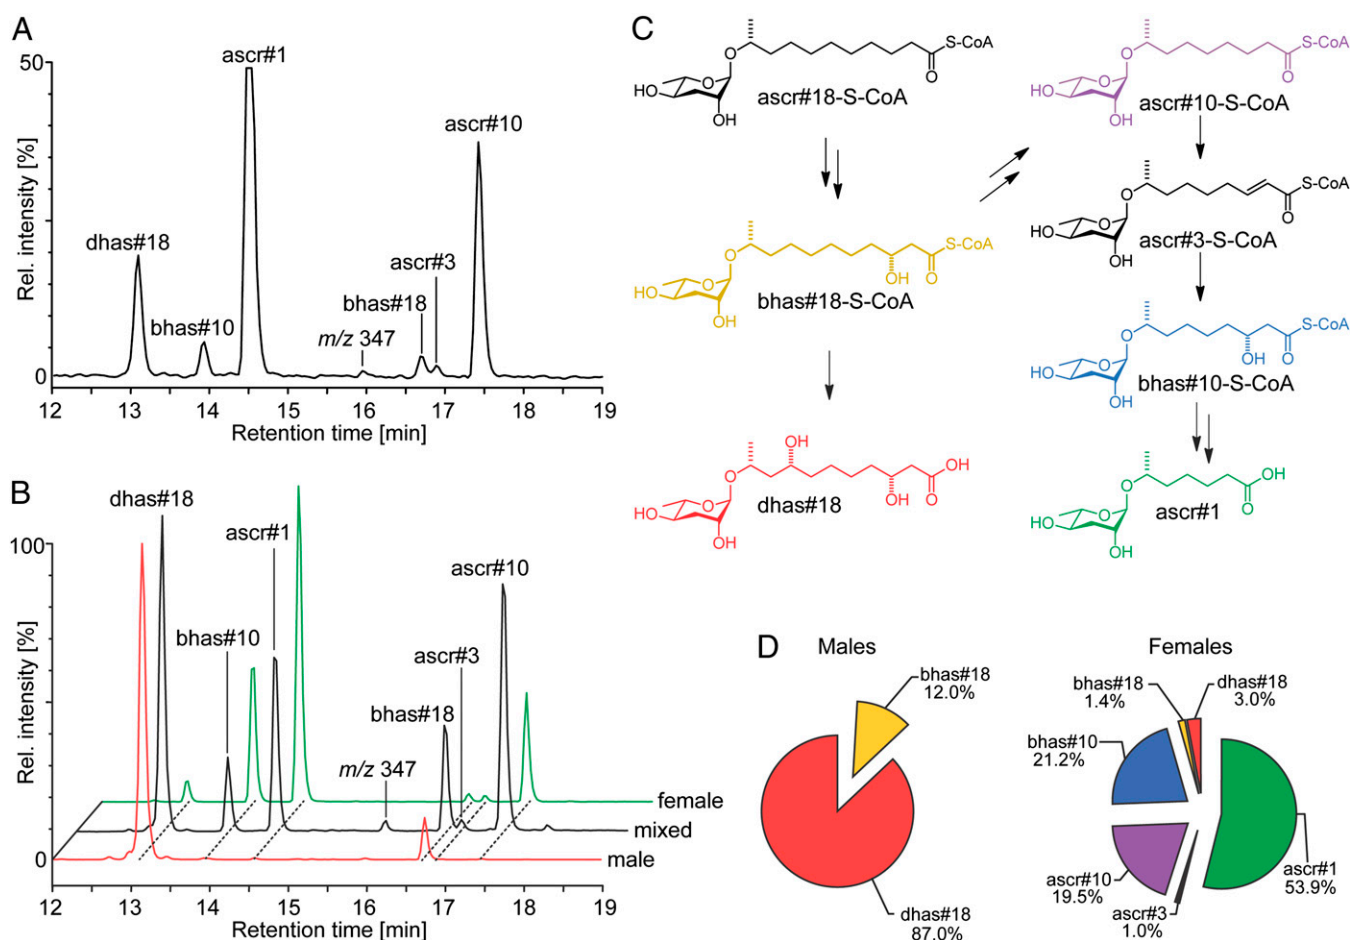 A
50
0
Rel. intensity [%]
dhas#18
bhas#10
ascr#1
m/z 347
bhas#18
ascr#3
ascr#10
12 13 14 15 16 17 18 19
Retention time [min]
B
100
0
Rel. intensity [%]
dhas#18
bhas#10
ascr#1
m/z 347
bhas#18
ascr#3
ascr#10
female
mixed
male
12 13 14 15 16 17 18 19
Retention time [min]
C
O
S-CoA
O
O
HO
OH
ascr#18-S-CoA
O
S-CoA
O
OH
O
HO
OH
bhas#18-S-CoA
OH
O
OH
O
OH
O
HO
OH
dhas#18
O
S-CoA
O
O
HO
OH
ascr#10-S-CoA
O
S-CoA
O
O
HO
OH
ascr#3-S-CoA
O
S-CoA
O
OH
O
HO
OH
bhas#10-S-CoA
O
OH
O
O
HO
OH
ascr#1
D
Males
bhas#18
12.0%
dhas#18
87.0%
Females
bhas#18
1.4%
dhas#18
3.0%
bhas#10
21.2%
ascr#10
19.5%
ascr#3
1.0%
ascr#1
53.9%